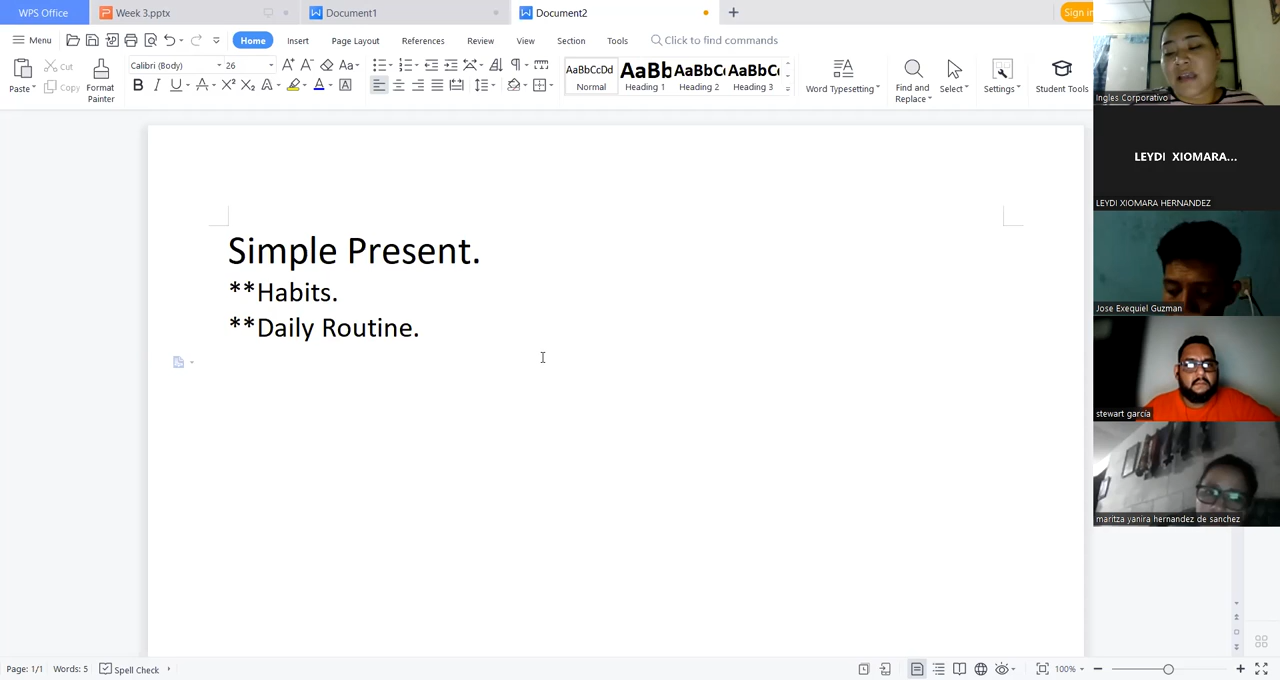 WPS Office
Week 3.pptx
Document1
Document2
Sign in
Menu
Home
Insert
Page Layout
References
Review
View
Section
Tools
Click to find commands
Paste
Cut
Copy
Format Painter
Calibri (Body)
26
AaBbCcDd
Normal
AaBb
Heading 1
AaBbC
Heading 2
AaBbC
Heading 3
Word Typesetting
Find and Replace
Select
Settings
Student Tools
Simple Present.
**Habits.
**Daily Routine.
Ingles Corporativo
LEYDI XIOMARA...
LEYDI XIOMARA HERNANDEZ
Jose Exequiel Guzman
stewart garcía
maritza yanira hernandez de sanchez
Page: 1/1
Words: 5
Spell Check
100%